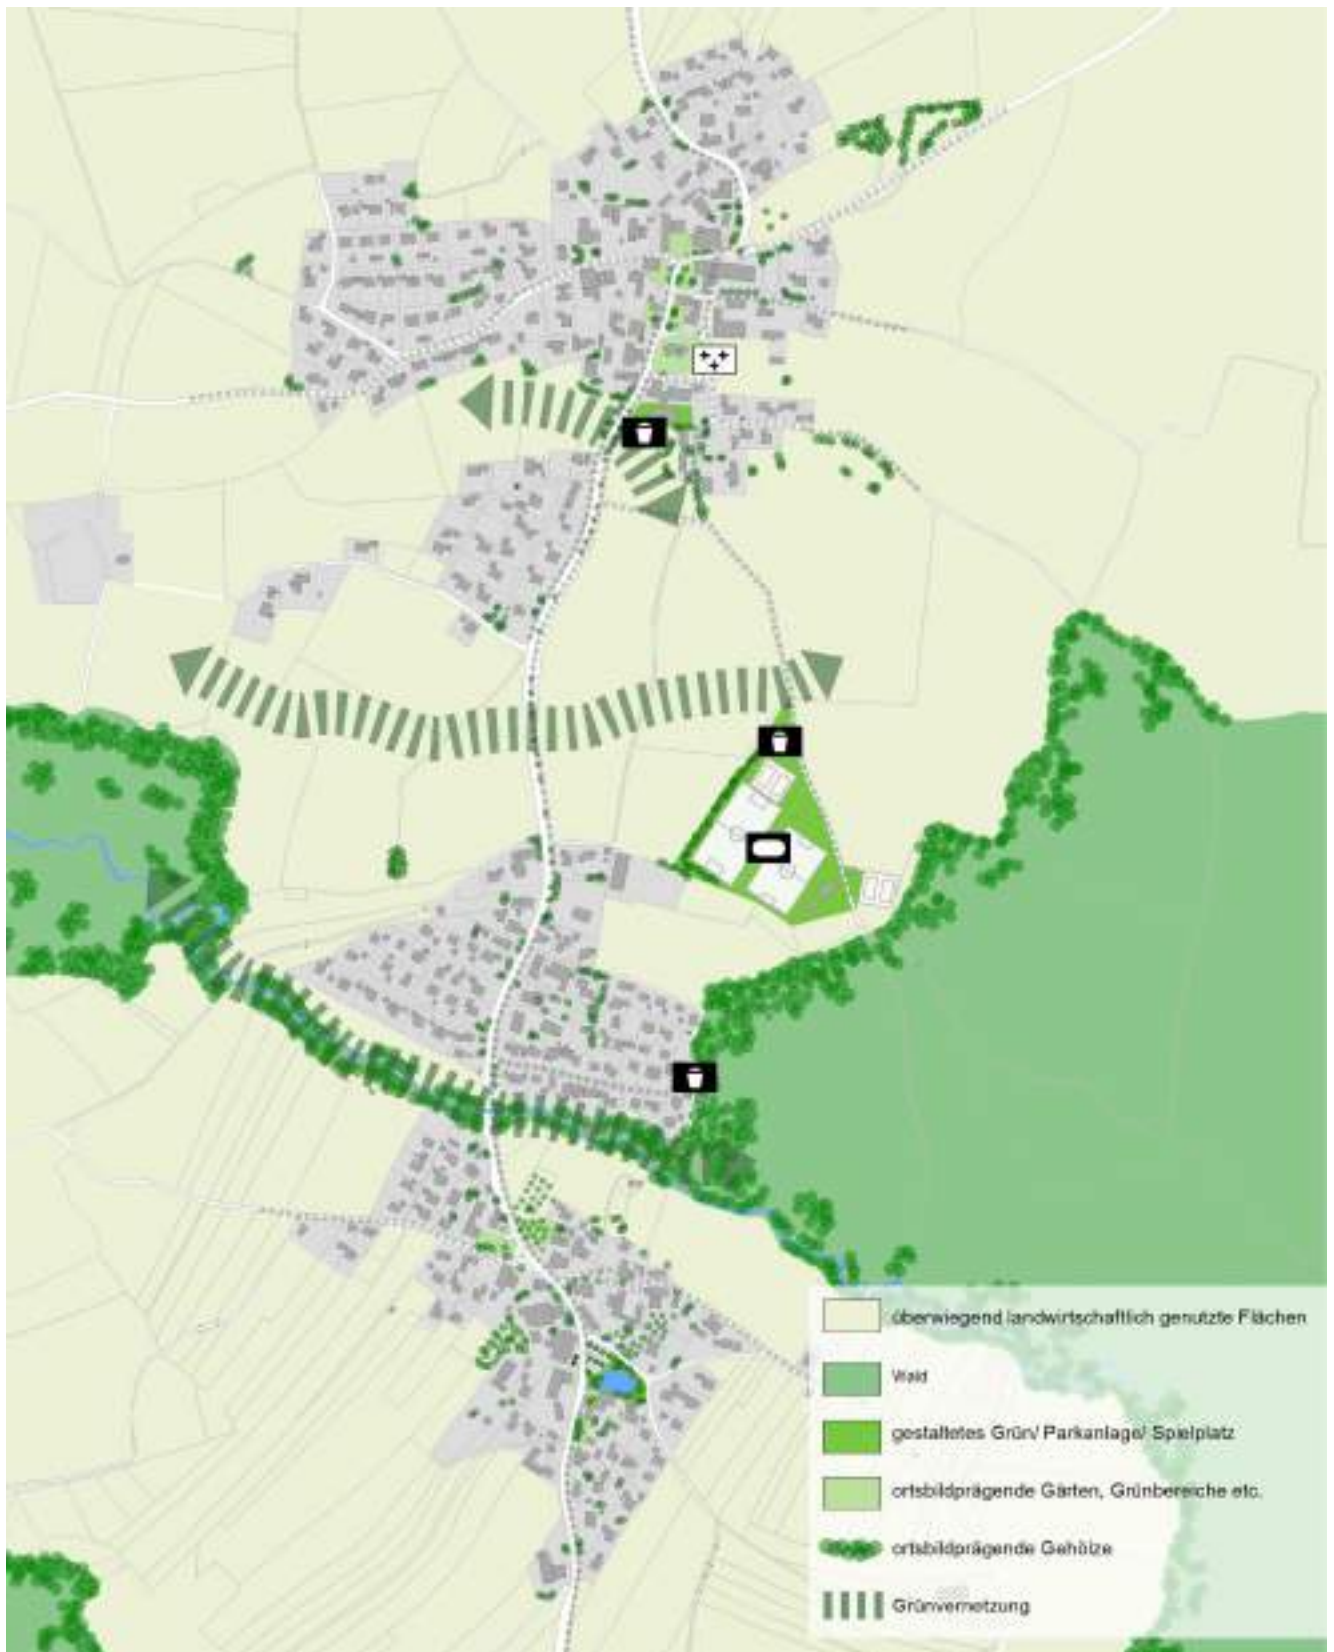 überwiegend landwirtschaftlich genutzte Flächen
Wald
gestaltetes Grün/ Parkanlage/ Spielplatz
ortsbildprägende Gärten, Grünbereiche etc.
ortsbildprägende Gehölze
Grünvernetzung